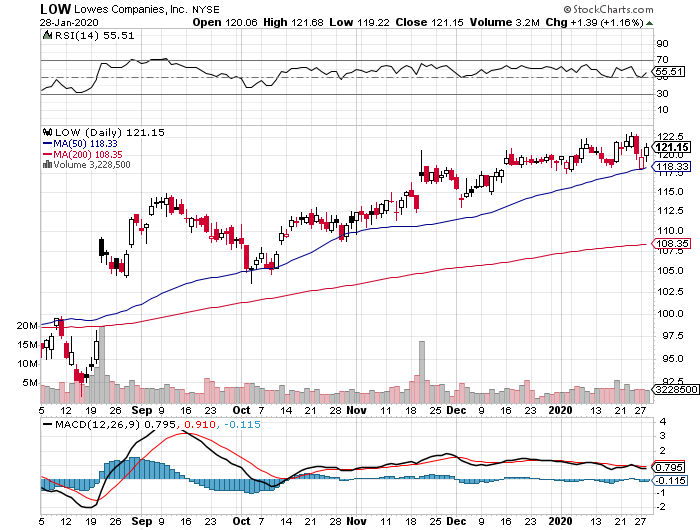 LOW Lowes Companies, Inc. NYSE © StockCharts.com
28-Jan-2020 Open 120.06 High 121.68 Low 119.22 Close 121.15 Volume 3.2M Chg +1.39 (+1.16%)
RSI(14) 55.51
90
70
55.51
50
30
10
LOW (Daily) 121.15
MA(50) 118.33
MA(200) 108.35
Volume 3,228,500
122.5
121.15
120.0
118.33
117.5
115.0
112.5
110.0
108.35
107.5
105.0
102.5
100.0
97.5
95.0
92.5
3228500
20M
15M
10M
5M
5 12 19 26 Sep 9 16 23 Oct 7 14 21 28 Nov 11 18 25 Dec 9 16 23 2020 13 21 27
MACD(12,26,9) 0.795, 0.910, -0.115
4
3
2
0.795
-0.115
-1
-2
5 12 19 26 Sep 9 16 23 Oct 7 14 21 28 Nov 11 18 25 Dec 9 16 23 2020 13 21 27